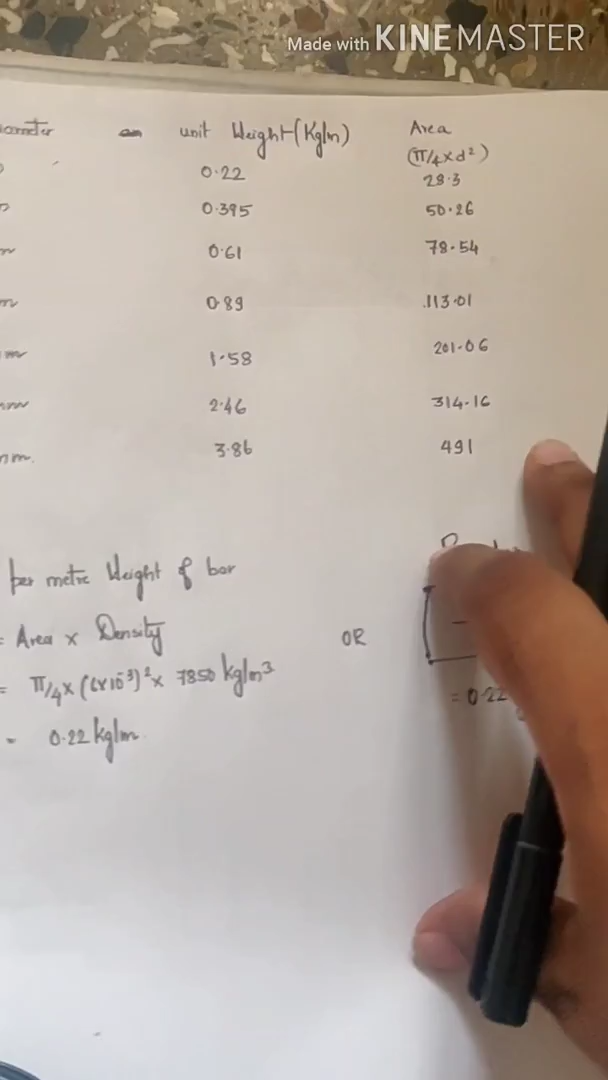 Made with KINEMASTER
unit Weight (Kg/m) Area
(π/4 x d²)
0.22 28.3
0.395 50.26
0.61 78.54
0.89 113.01
1.58 201.06
2.46 314.16
3.86 491
per metre Weight of bar
= Area x Density OR
= π/4 x (6x10⁻³)² x 7850 kg/m³
= 0.22 kg/m
= 0.22